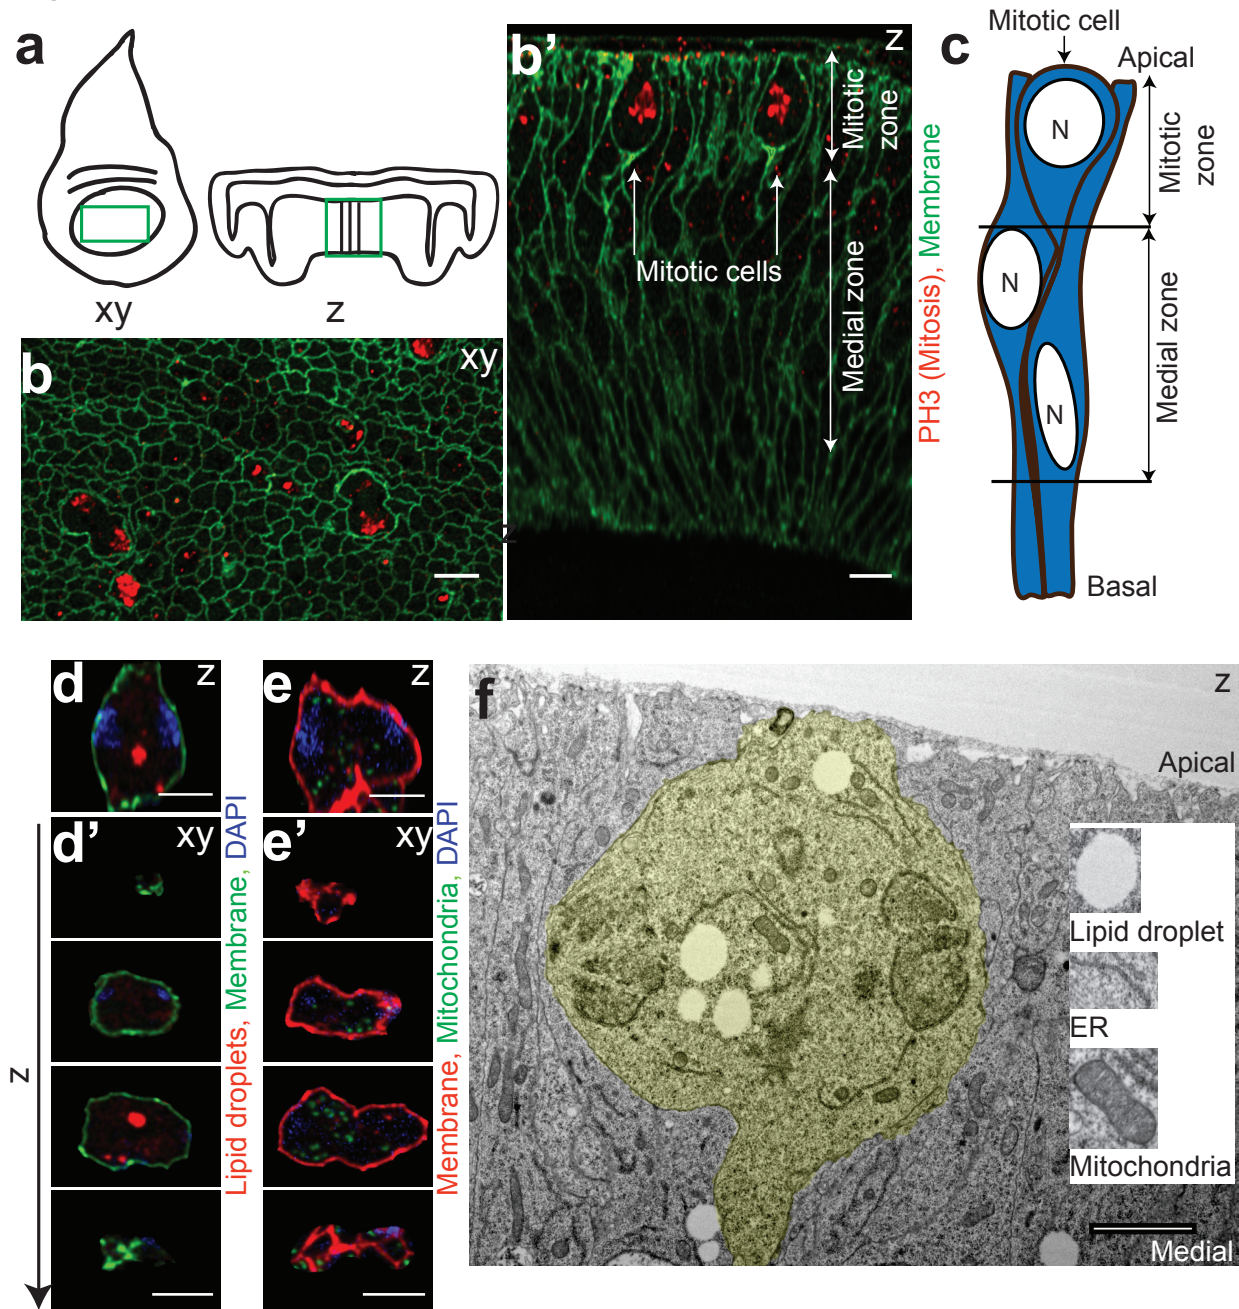 a
xy
z
b
xy
b’
z
Mitotic
zone
Mitotic cells
Medial zone
PH3 (Mitosis), Membrane
z
c
Mitotic cell
Apical
N
Mitotic
zone
N
N
Medial zone
Basal
d
z
d’
xy
z
Lipid droplets, Membrane, DAPI
e
z
e’
xy
Membrane, Mitochondria, DAPI
f
z
Apical
Lipid droplet
ER
Mitochondria
Medial